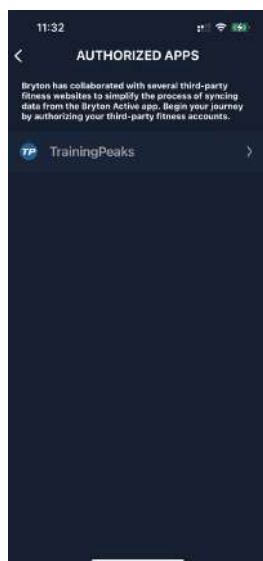 11:32
AUTHORIZED APPS
Bryton has collaborated with several third-party
fitness websites to simplify the process of syncing
data from the Bryton Active app. Begin your journey
by authorizing your third-party fitness accounts.
TP TrainingPeaks